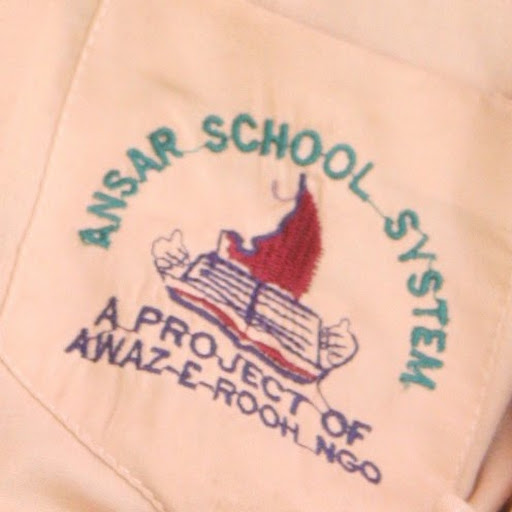 ANSAR SCHOOL SYSTEM
A PROJECT OF
AWAZ-E-ROOH NGO